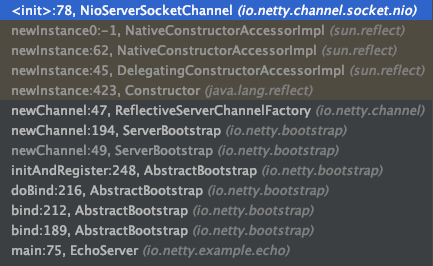 <init>:78, NioServerSocketChannel (io.netty.channel.socket.nio)
newInstance0:-1, NativeConstructorAccessorImpl (sun.reflect)
newInstance:62, NativeConstructorAccessorImpl (sun.reflect)
newInstance:45, DelegatingConstructorAccessorImpl (sun.reflect)
newInstance:423, Constructor (java.lang.reflect)
newChannel:47, ReflectiveServerChannelFactory (io.netty.channel)
newChannel:194, ServerBootstrap (io.netty.bootstrap)
newChannel:49, ServerBootstrap (io.netty.bootstrap)
initAndRegister:248, AbstractBootstrap (io.netty.bootstrap)
doBind:216, AbstractBootstrap (io.netty.bootstrap)
bind:212, AbstractBootstrap (io.netty.bootstrap)
bind:189, AbstractBootstrap (io.netty.bootstrap)
main:75, EchoServer (io.netty.example.echo)